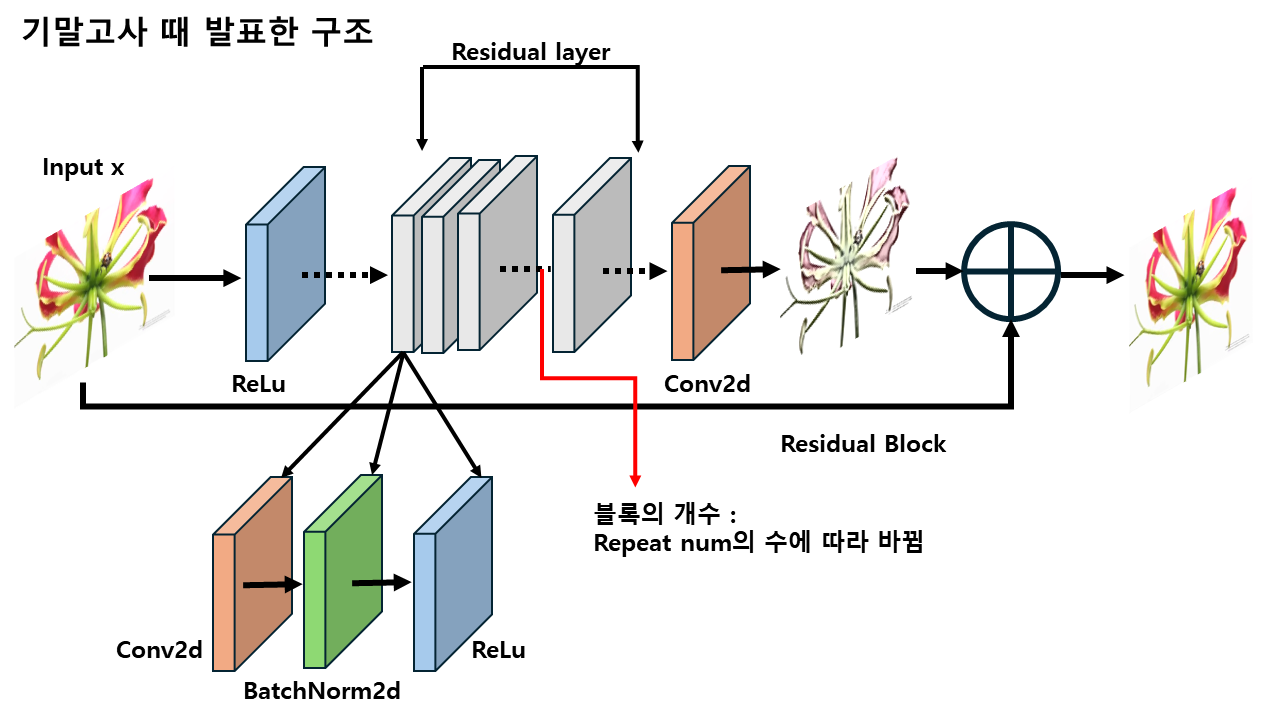 기말고사 때 발표한 구조
Residual layer
Input x
ReLu
Conv2d
Residual Block
블록의 개수 :
Repeat num의 수에 따라 바뀜
Conv2d
BatchNorm2d
ReLu